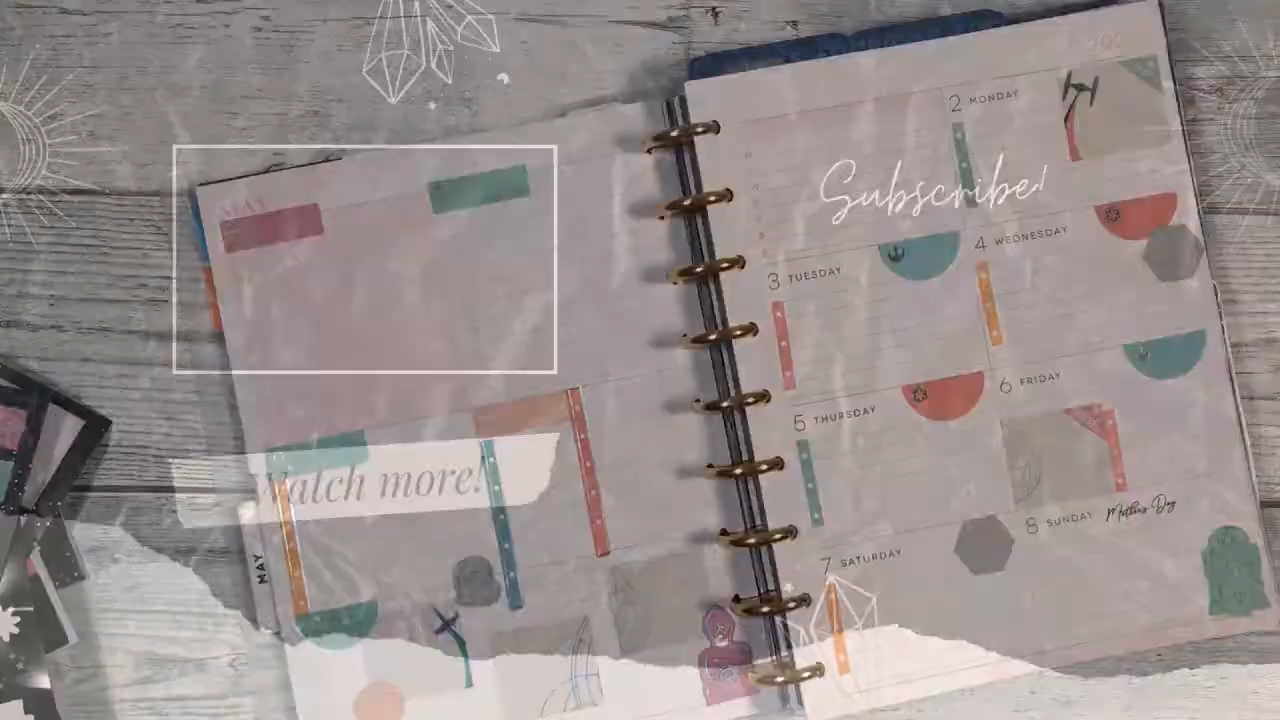 2 MONDAY
Subscribe!
3 TUESDAY
4 WEDNESDAY
Watch more!
5 THURSDAY
6 FRIDAY
MAY
7 SATURDAY
8 SUNDAY Mother's Day